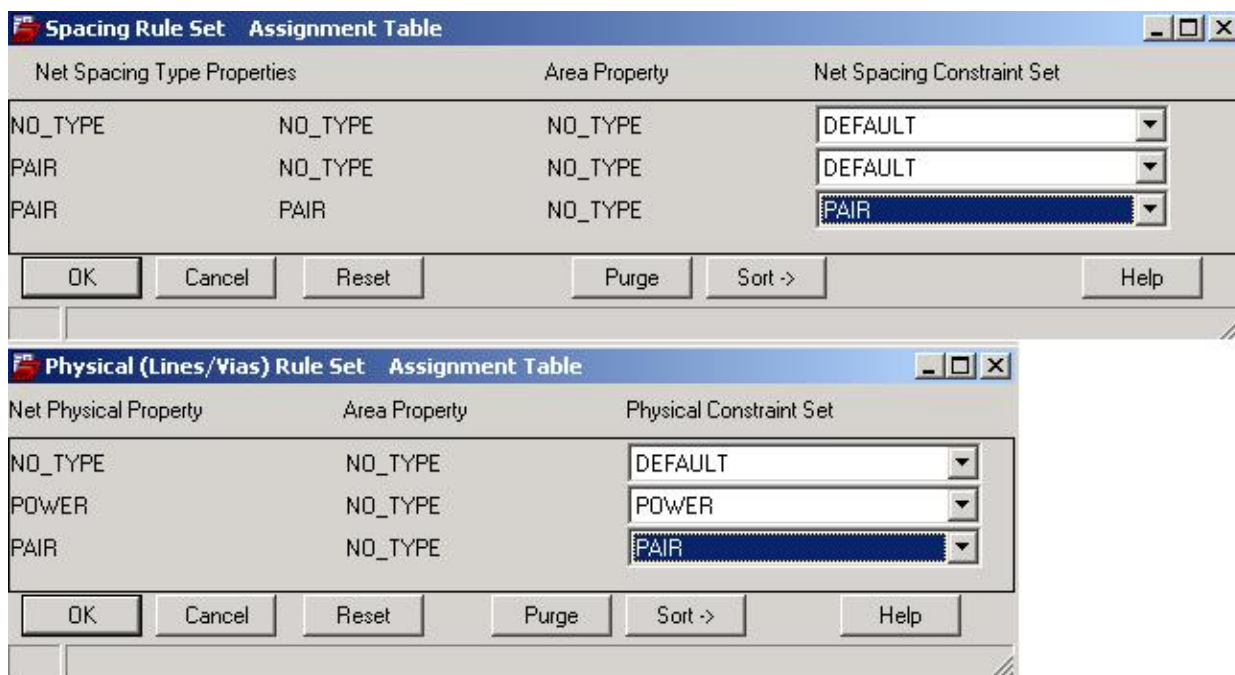 Spacing Rule Set Assignment Table
Net Spacing Type Properties Area Property Net Spacing Constraint Set
NO_TYPE NO_TYPE NO_TYPE DEFAULT
PAIR NO_TYPE NO_TYPE DEFAULT
PAIR PAIR NO_TYPE PAIR
OK Cancel Reset Purge Sort -> Help
Physical (Lines/Vias) Rule Set Assignment Table
Net Physical Property Area Property Physical Constraint Set
NO_TYPE NO_TYPE DEFAULT
POWER NO_TYPE POWER
PAIR NO_TYPE PAIR
OK Cancel Reset Purge Sort -> Help